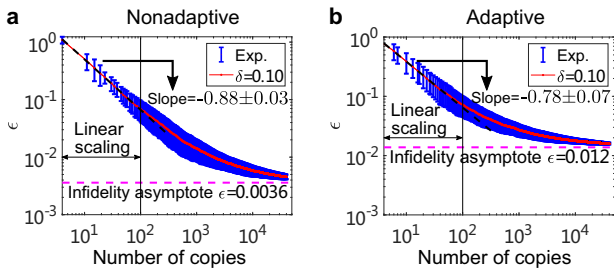 a Nonadaptive
10^0
10^-1
10^-2
10^-3
ϵ
Exp.
δ=0.10
Slope=-0.88±0.03
Linear
scaling
Infidelity asymptote ϵ=0.0036
10^1 10^2 10^3 10^4
Number of copies
b Adaptive
10^0
10^-1
10^-2
10^-3
ϵ
Exp.
δ=0.10
Slope=-0.78±0.07
Linear
scaling
Infidelity asymptote ϵ=0.012
10^1 10^2 10^3 10^4
Number of copies